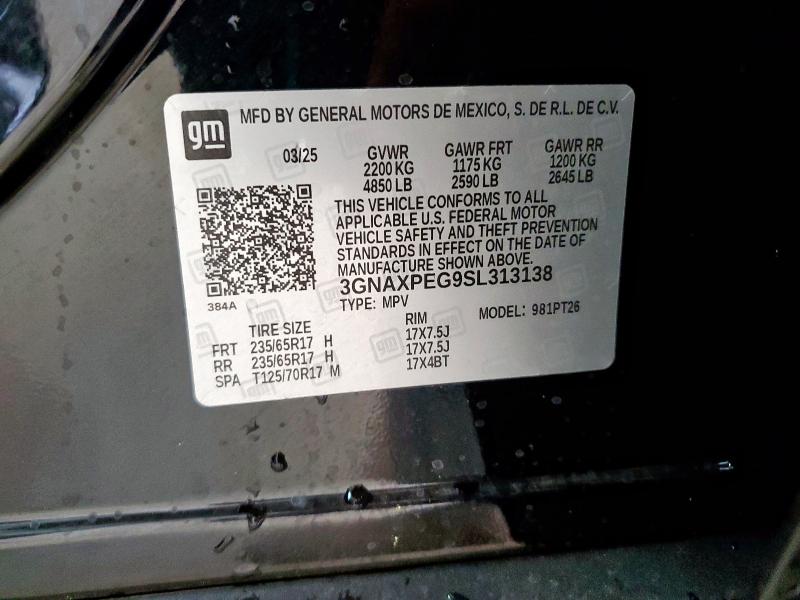 gm
MFD BY GENERAL MOTORS DE MEXICO, S. DE R.L. DE C.V.
03/25 GVWR GAWR FRT GAWR RR
2200 KG 1175 KG 1200 KG
4850 LB 2590 LB 2645 LB
THIS VEHICLE CONFORMS TO ALL
APPLICABLE U.S. FEDERAL MOTOR
VEHICLE SAFETY AND THEFT PREVENTION
STANDARDS IN EFFECT ON THE DATE OF
MANUFACTURE SHOWN ABOVE.
3GNAXPEG9SL313138
384A
TYPE: MPV MODEL: 981PT26
TIRE SIZE RIM
FRT 235/65R17 H 17X7.5J
RR 235/65R17 H 17X7.5J
SPA T125/70R17 M 17X4BT